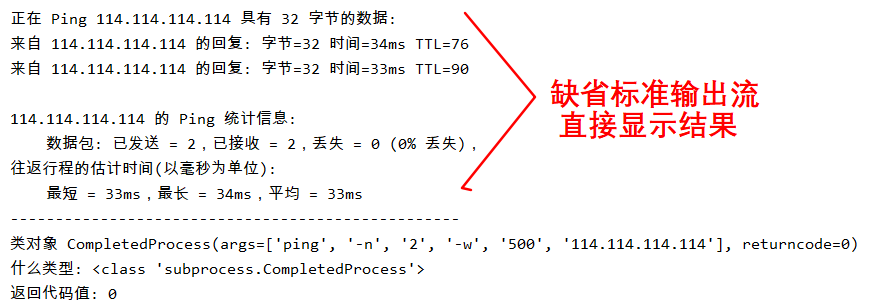 正在 Ping 114.114.114.114 具有 32 字节的数据:
来自 114.114.114.114 的回复: 字节=32 时间=34ms TTL=76
来自 114.114.114.114 的回复: 字节=32 时间=33ms TTL=90
缺省标准输出流
直接显示结果
114.114.114.114 的 Ping 统计信息:
数据包: 已发送 = 2，已接收 = 2，丢失 = 0 (0% 丢失)，
往返行程的估计时间(以毫秒为单位):
最短 = 33ms，最长 = 34ms，平均 = 33ms
--------------------------------------------------
类对象 CompletedProcess(args=['ping', '-n', '2', '-w', '500', '114.114.114.114'], returncode=0)
什么类型: <class 'subprocess.CompletedProcess'>
返回代码值: 0